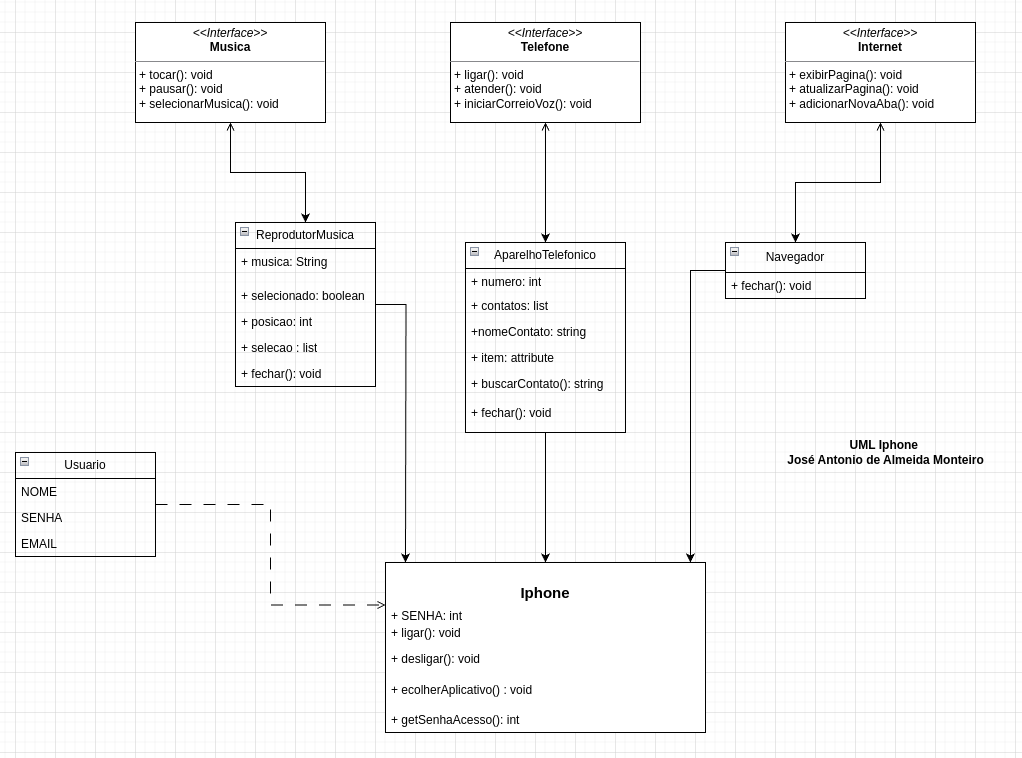 <<Interface>>
Musica
+ tocar(): void
+ pausar(): void
+ selecionarMusica(): void
<<Interface>>
Telefone
+ ligar(): void
+ atender(): void
+ iniciarCorreioVoz(): void
<<Interface>>
Internet
+ exibirPagina(): void
+ atualizarPagina(): void
+ adicionarNovaAba(): void
ReprodutorMusica
+ musica: String
+ selecionado: boolean
+ posicao: int
+ selecao : list
+ fechar(): void
AparelhoTelefonico
+ numero: int
+ contatos: list
+nomeContato: string
+ item: attribute
+ buscarContato(): string
+ fechar(): void
Navegador
+ fechar(): void
UML Iphone
José Antonio de Almeida Monteiro
Usuario
NOME
SENHA
EMAIL
Iphone
+ SENHA: int
+ ligar(): void
+ desligar(): void
+ ecolherAplicativo() : void
+ getSenhaAcesso(): int